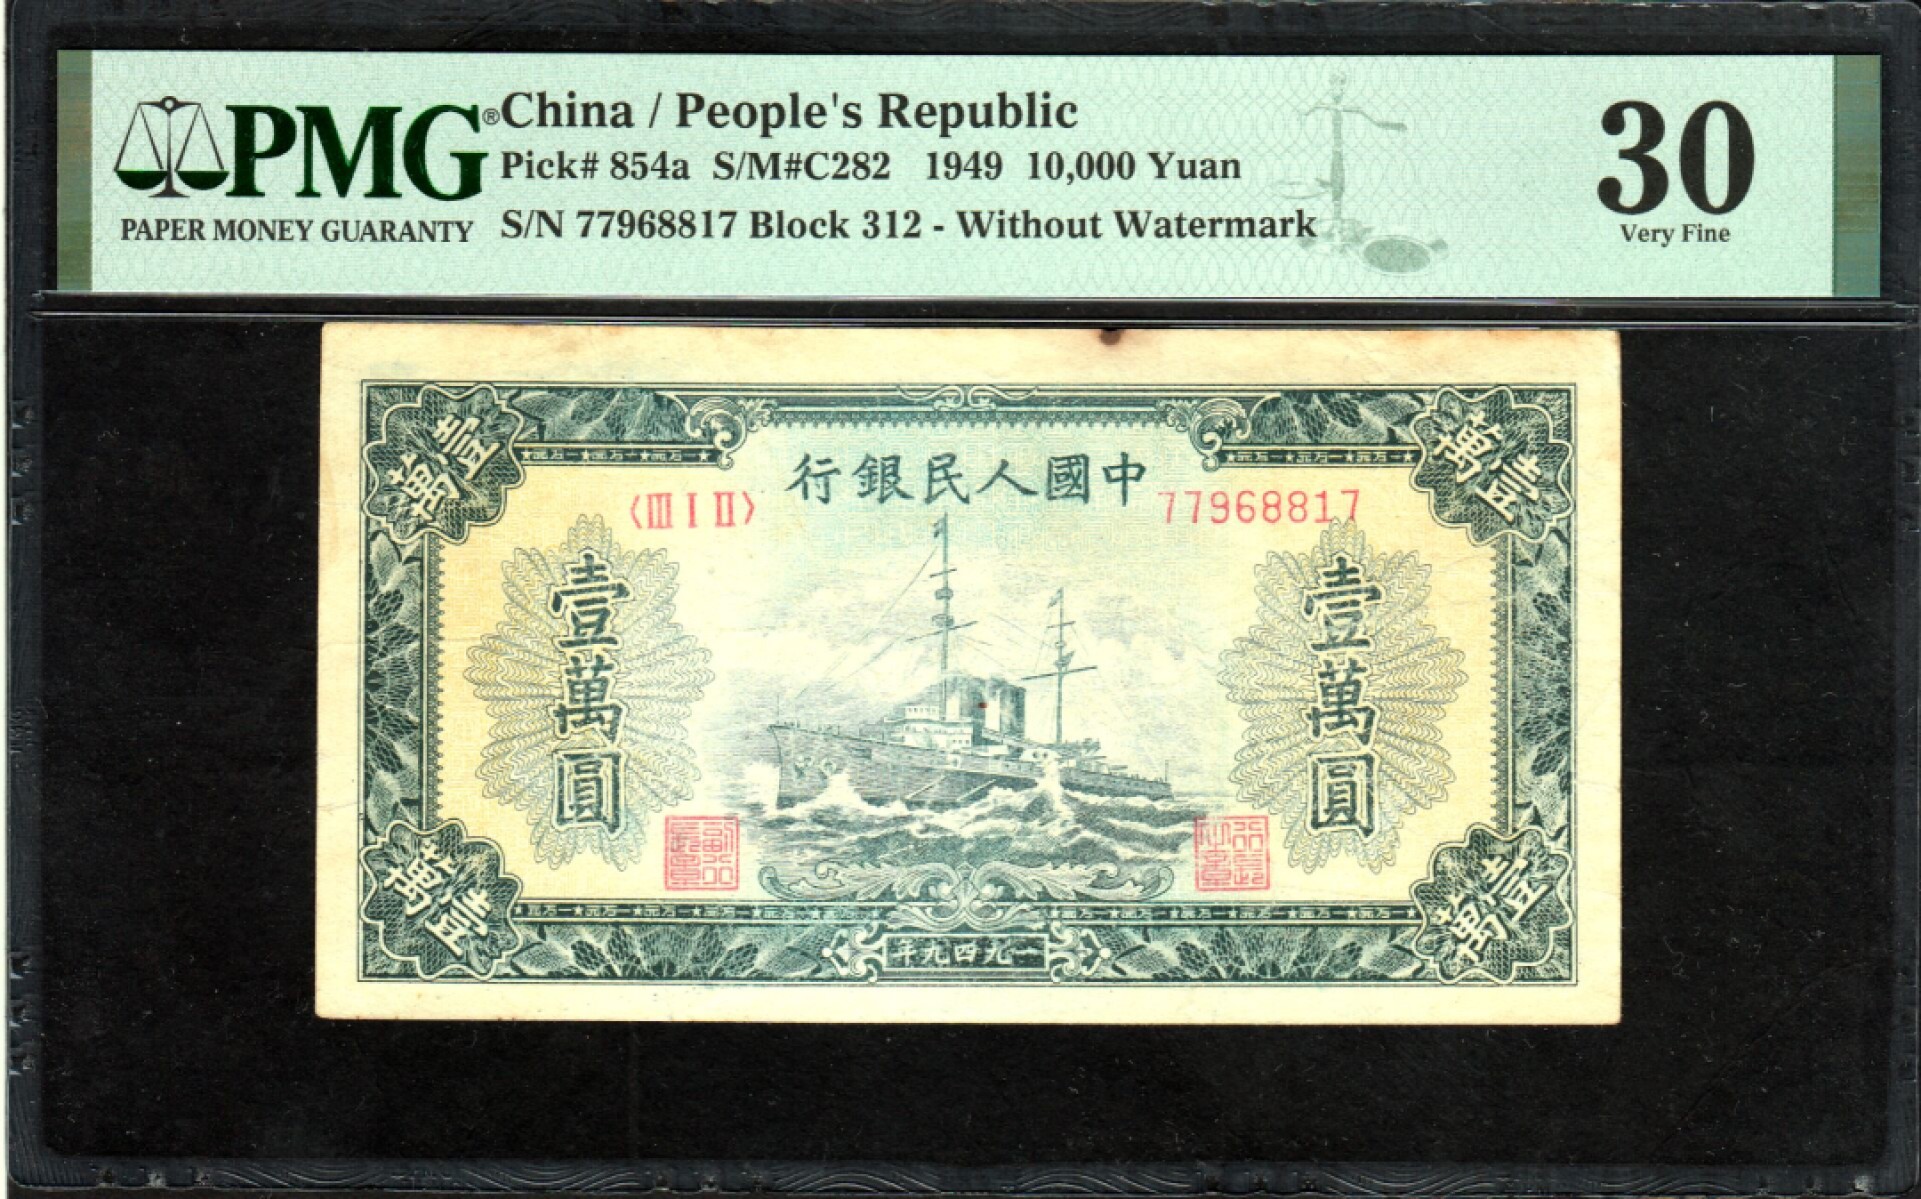 PMG®
PAPER MONEY GUARANTY
China / People's Republic
Pick# 854a S/M#C282 1949 10,000 Yuan
S/N 77968817 Block 312 - Without Watermark
30
Very Fine
壹萬
壹萬
行銀民人國中
〈III I II〉
77968817
壹萬圓
壹萬圓
壹萬
壹萬
年九四九一